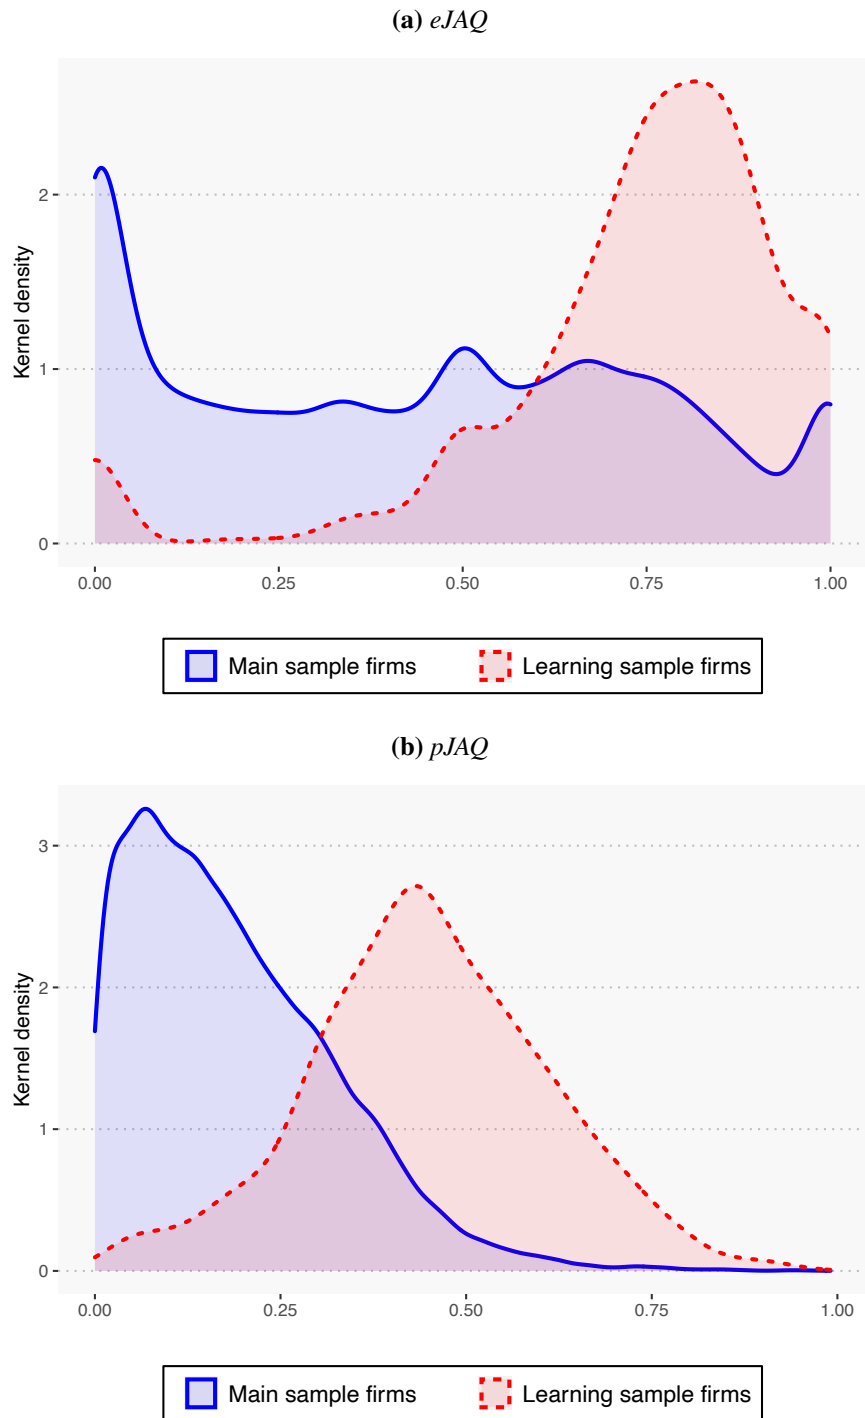 (a) eJAQ
2
1
0
Kernel density
0.00 0.25 0.50 0.75 1.00
Main sample firms Learning sample firms
(b) pJAQ
3
2
1
0
Kernel density
0.00 0.25 0.50 0.75 1.00
Main sample firms Learning sample firms